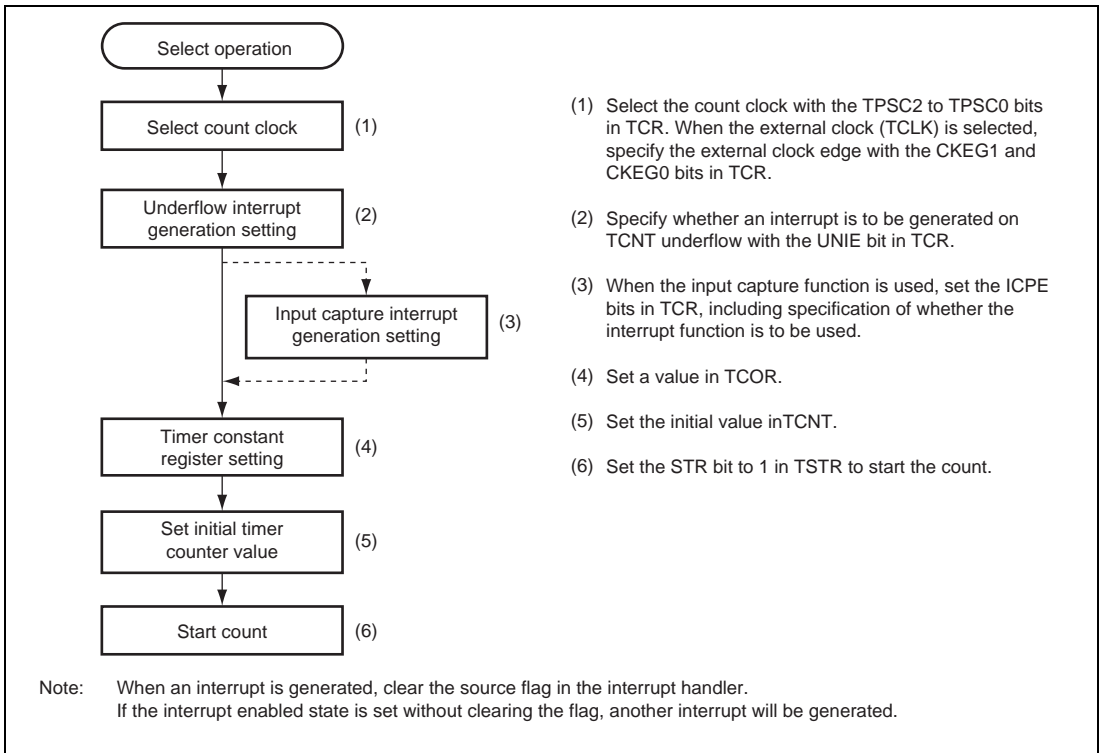 Select operation
Select count clock
(1)
Underflow interrupt
generation setting
(2)
Input capture interrupt
generation setting
(3)
Timer constant
register setting
(4)
Set initial timer
counter value
(5)
Start count
(6)
(1) Select the count clock with the TPSC2 to TPSC0 bits
in TCR. When the external clock (TCLK) is selected,
specify the external clock edge with the CKEG1 and
CKEG0 bits in TCR.
(2) Specify whether an interrupt is to be generated on
TCNT underflow with the UNIE bit in TCR.
(3) When the input capture function is used, set the ICPE
bits in TCR, including specification of whether the
interrupt function is to be used.
(4) Set a value in TCOR.
(5) Set the initial value inTCNT.
(6) Set the STR bit to 1 in TSTR to start the count.
Note: When an interrupt is generated, clear the source flag in the interrupt handler.
If the interrupt enabled state is set without clearing the flag, another interrupt will be generated.